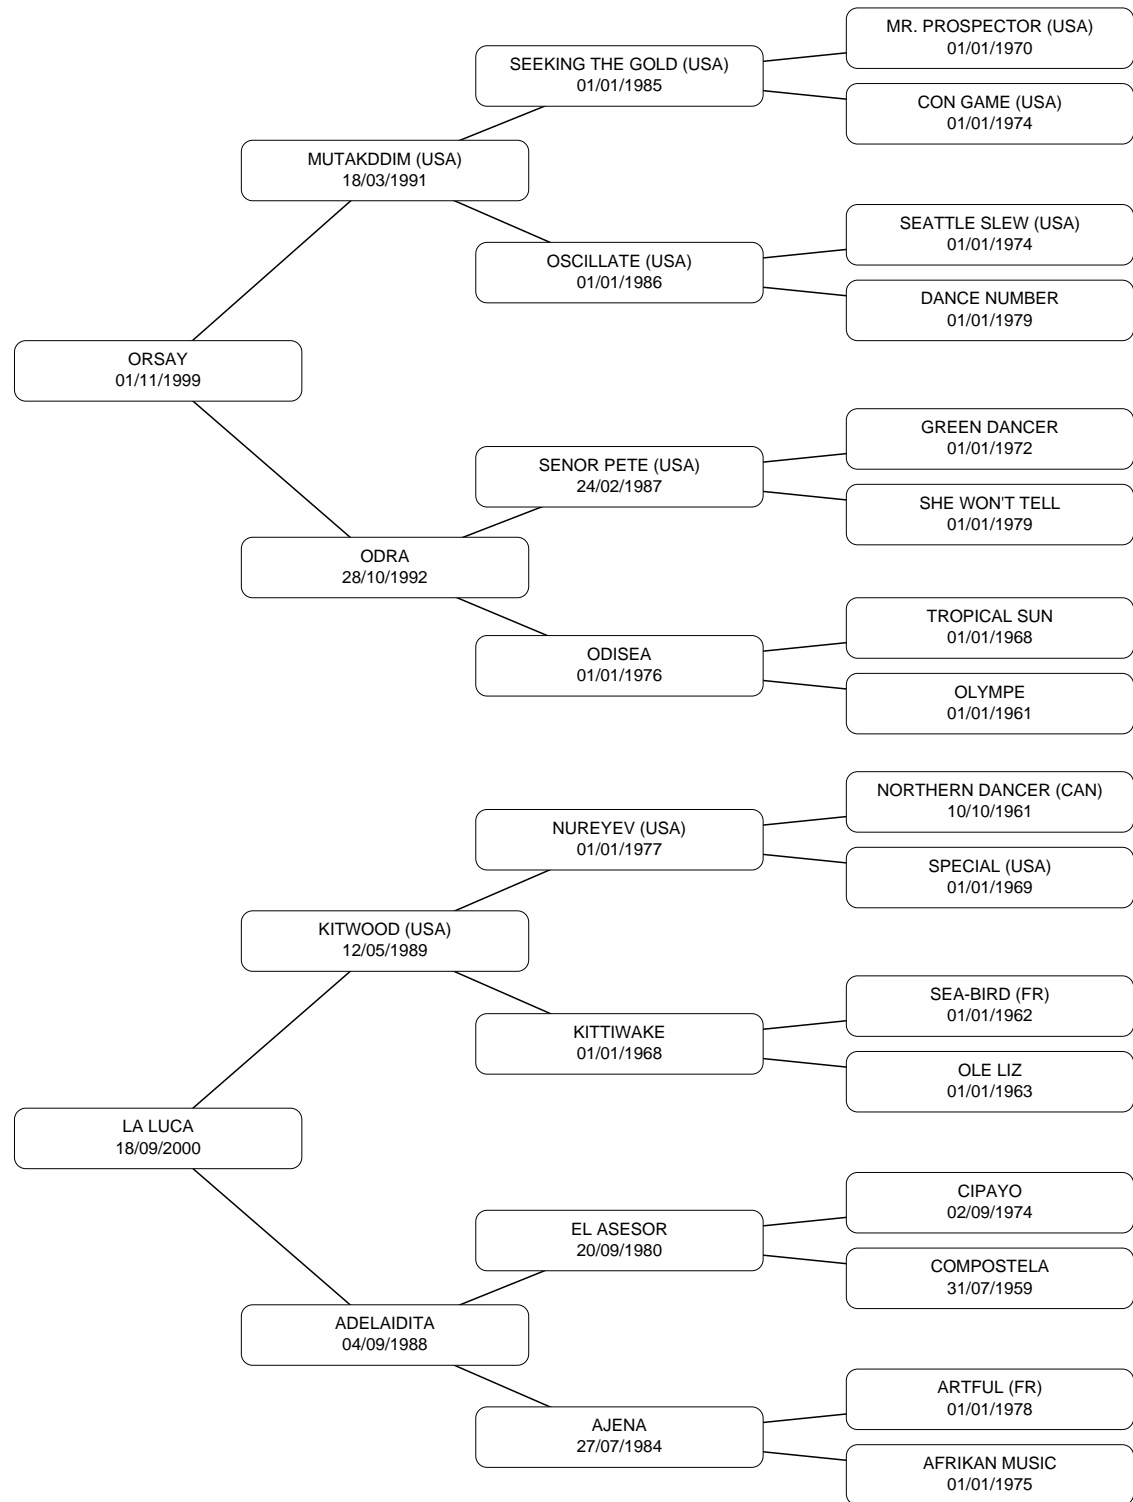 MR. PROSPECTOR (USA)
01/01/1970
SEEKING THE GOLD (USA)
01/01/1985
CON GAME (USA)
01/01/1974
MUTAKDDIM (USA)
18/03/1991
SEATTLE SLEW (USA)
01/01/1974
OSCILLATE (USA)
01/01/1986
DANCE NUMBER
01/01/1979
ORSAY
01/11/1999
GREEN DANCER
01/01/1972
SENOR PETE (USA)
24/02/1987
SHE WON'T TELL
01/01/1979
ODRA
28/10/1992
TROPICAL SUN
01/01/1968
ODISEA
01/01/1976
OLYMPE
01/01/1961
NORTHERN DANCER (CAN)
10/10/1961
NUREYEV (USA)
01/01/1977
SPECIAL (USA)
01/01/1969
KITWOOD (USA)
12/05/1989
SEA-BIRD (FR)
01/01/1962
KITTIWAKE
01/01/1968
OLE LIZ
01/01/1963
LA LUCA
18/09/2000
CIPAYO
02/09/1974
EL ASESOR
20/09/1980
COMPOSTELA
31/07/1959
ADELAIDITA
04/09/1988
ARTFUL (FR)
01/01/1978
AJENA
27/07/1984
AFRIKAN MUSIC
01/01/1975